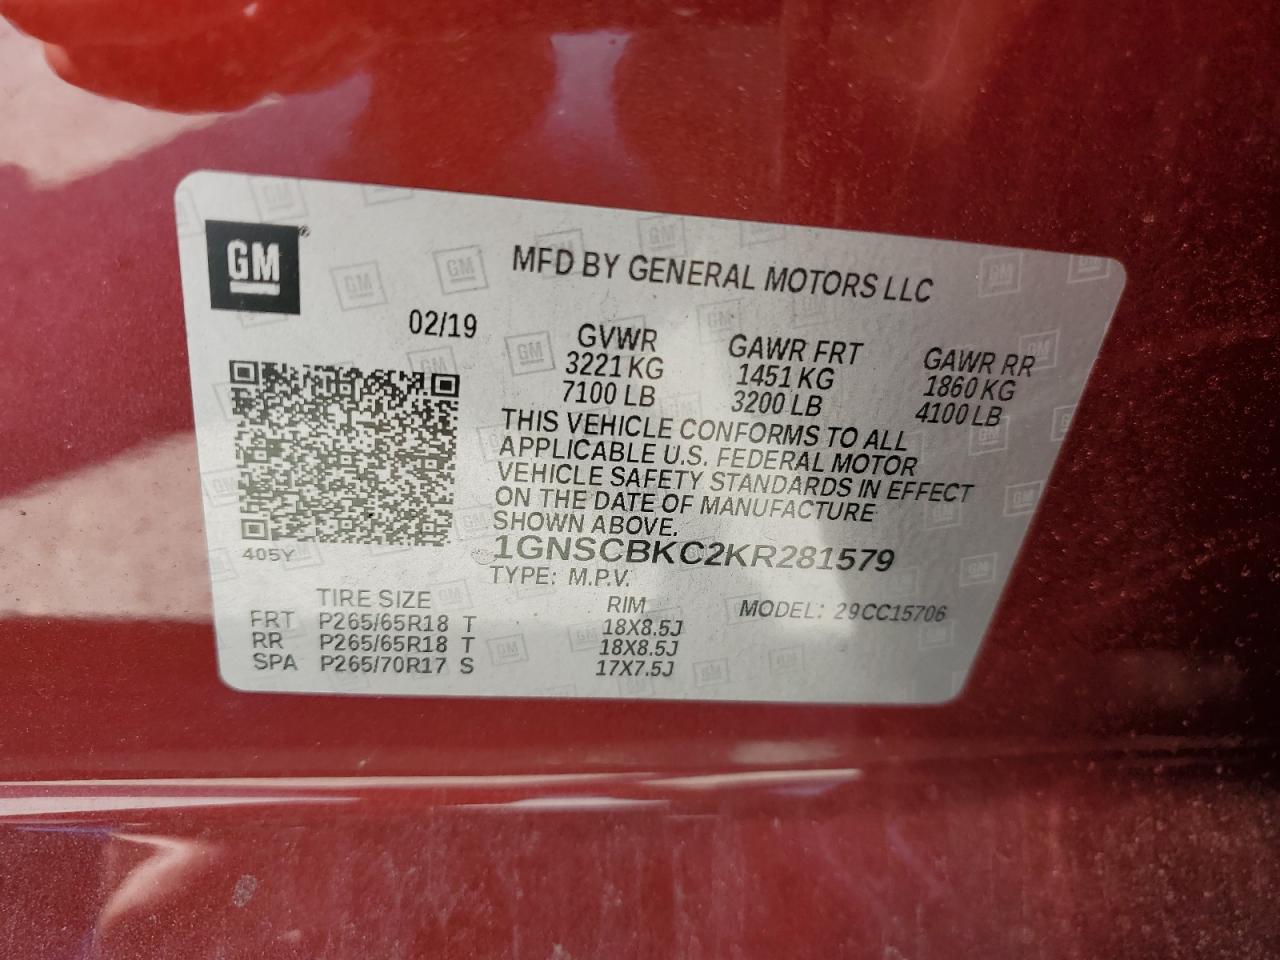 GM®
MFD BY GENERAL MOTORS LLC
02/19
GVWR GAWR FRT GAWR RR
3221 KG 1451 KG 1860 KG
7100 LB 3200 LB 4100 LB
THIS VEHICLE CONFORMS TO ALL
APPLICABLE U.S. FEDERAL MOTOR
VEHICLE SAFETY STANDARDS IN EFFECT
ON THE DATE OF MANUFACTURE
SHOWN ABOVE.
405Y
1GNSCBKC2KR281579
TYPE: M.P.V.
MODEL: 29CC15706
TIRE SIZE RIM
FRT P265/65R18 T 18X8.5J
RR P265/65R18 T 18X8.5J
SPA P265/70R17 S 17X7.5J